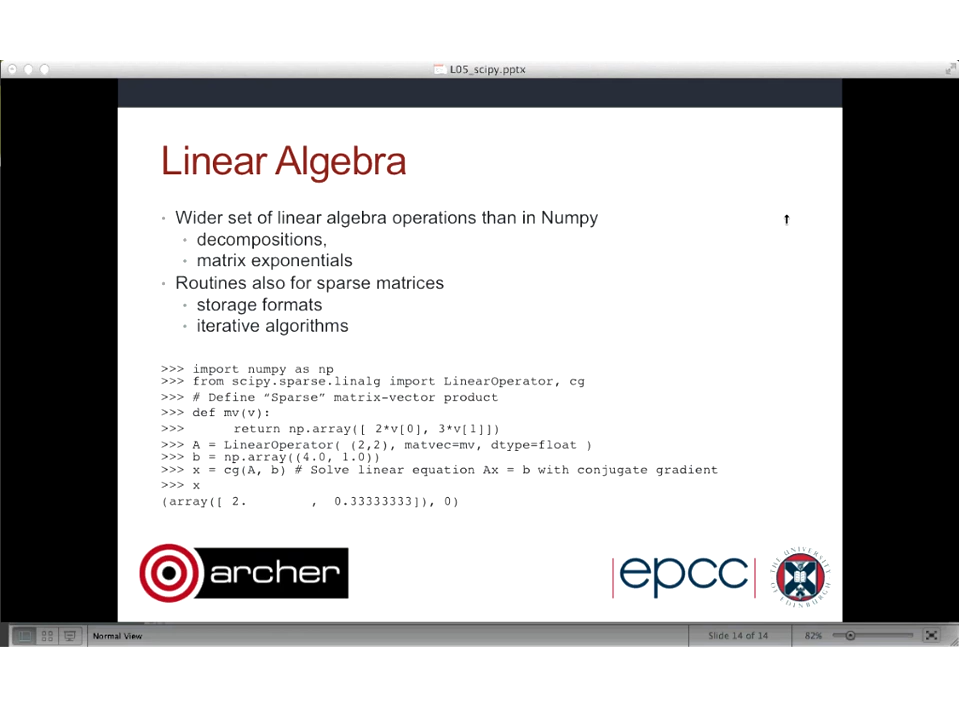 L05_scipy.pptx
Linear Algebra
• Wider set of linear algebra operations than in Numpy
• decompositions,
• matrix exponentials
• Routines also for sparse matrices
• storage formats
• iterative algorithms
>>> import numpy as np
>>> from scipy.sparse.linalg import LinearOperator, cg
>>> # Define “Sparse” matrix-vector product
>>> def mv(v):
>>>     return np.array([ 2*v[0], 3*v[1]])
>>> A = LinearOperator( (2,2), matvec=mv, dtype=float )
>>> b = np.array((4.0, 1.0))
>>> x = cg(A, b) # Solve linear equation Ax = b with conjugate gradient
>>> x
(array([ 2.        ,  0.33333333]), 0)
archer
epcc
THE UNIVERSITY OF EDINBURGH
Normal View
Slide 14 of 14
82%